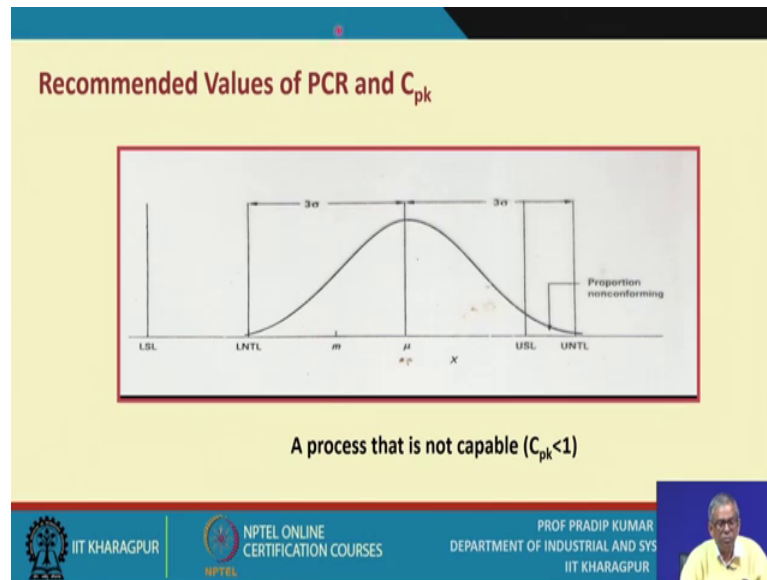 Recommended Values of PCR and Cpk
3σ
3σ
Proportion
nonconforming
LSL
LNTL
m
μ
x
USL
UNTL
A process that is not capable (Cpk<1)
IIT KHARAGPUR
NPTEL
NPTEL ONLINE
CERTIFICATION COURSES
PROF PRADIP KUMAR
DEPARTMENT OF INDUSTRIAL AND SYS
IIT KHARAGPUR